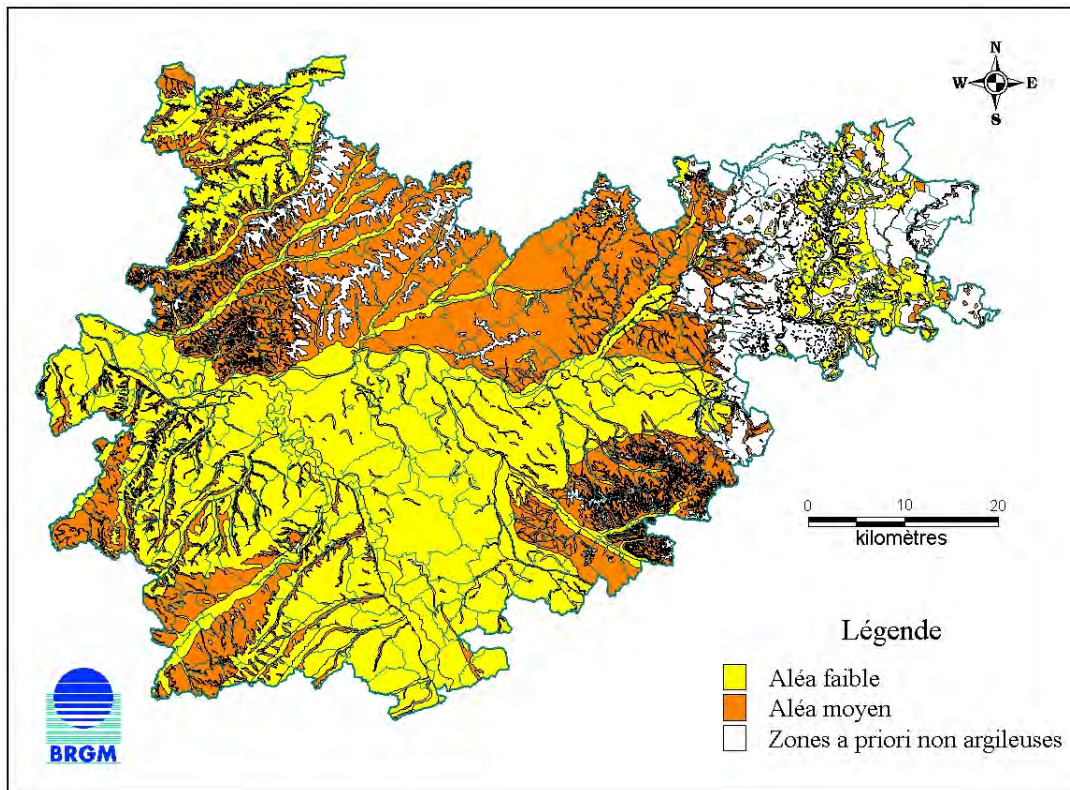 N
W E
S
0 10 20
kilomètres
Légende
Aléa faible
Aléa moyen
Zones a priori non argileuses
BRGM